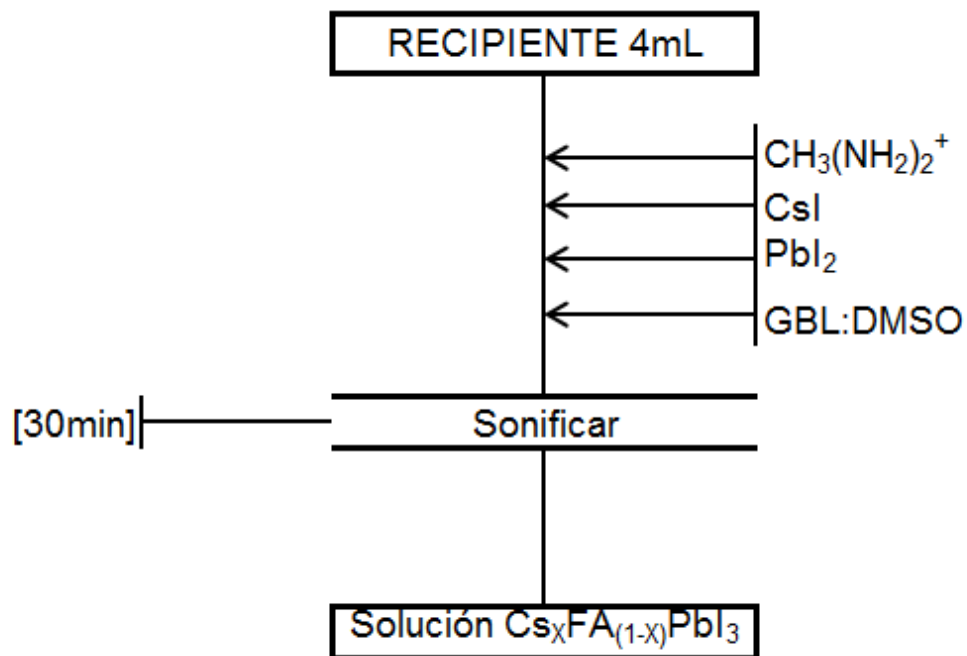 RECIPIENTE 4mL
CH₃(NH₂)₂⁺
CsI
PbI₂
GBL:DMSO
[30min]
Sonificar
Solución CsₓFA₍₁₋ₓ₎PbI₃